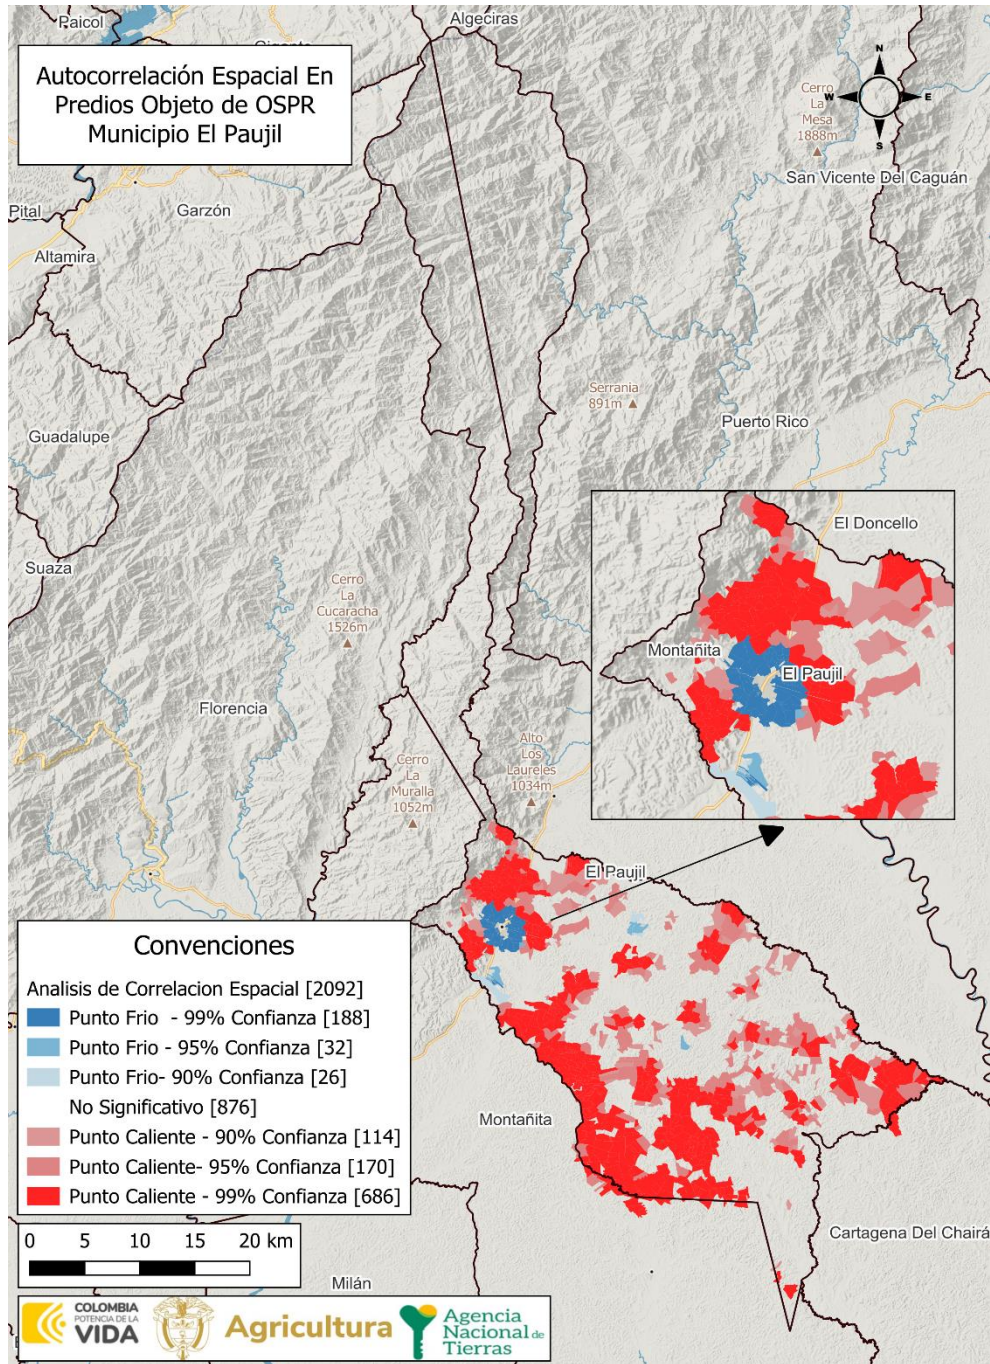 Paicol
Algeciras
Gigante
Autocorrelación Espacial En
Predios Objeto de OSPR
Municipio El Paujil
N
W
E
S
Cerro
La
Mesa
1888m
San Vicente Del Caguán
Pital
Garzón
Altamira
Serrania
891m
Puerto Rico
Guadalupe
El Doncello
Suaza
Cerro
La
Cucaracha
1526m
Montañita
El Paujil
Florencia
Cerro
La
Muralla
1052m
Alto
Los
Laureles
1034m
El Paujil
Convenciones
Analisis de Correlacion Espacial [2092]
Punto Frio - 99% Confianza [188]
Punto Frio - 95% Confianza [32]
Punto Frio- 90% Confianza [26]
No Significativo [876]
Punto Caliente - 90% Confianza [114]
Punto Caliente- 95% Confianza [170]
Punto Caliente - 99% Confianza [686]
Montañita
0 5 10 15 20 km
Cartagena Del Chairá
Milán
COLOMBIA
POTENCIA DE LA
VIDA
Agricultura
Agencia
Nacional de
Tierras